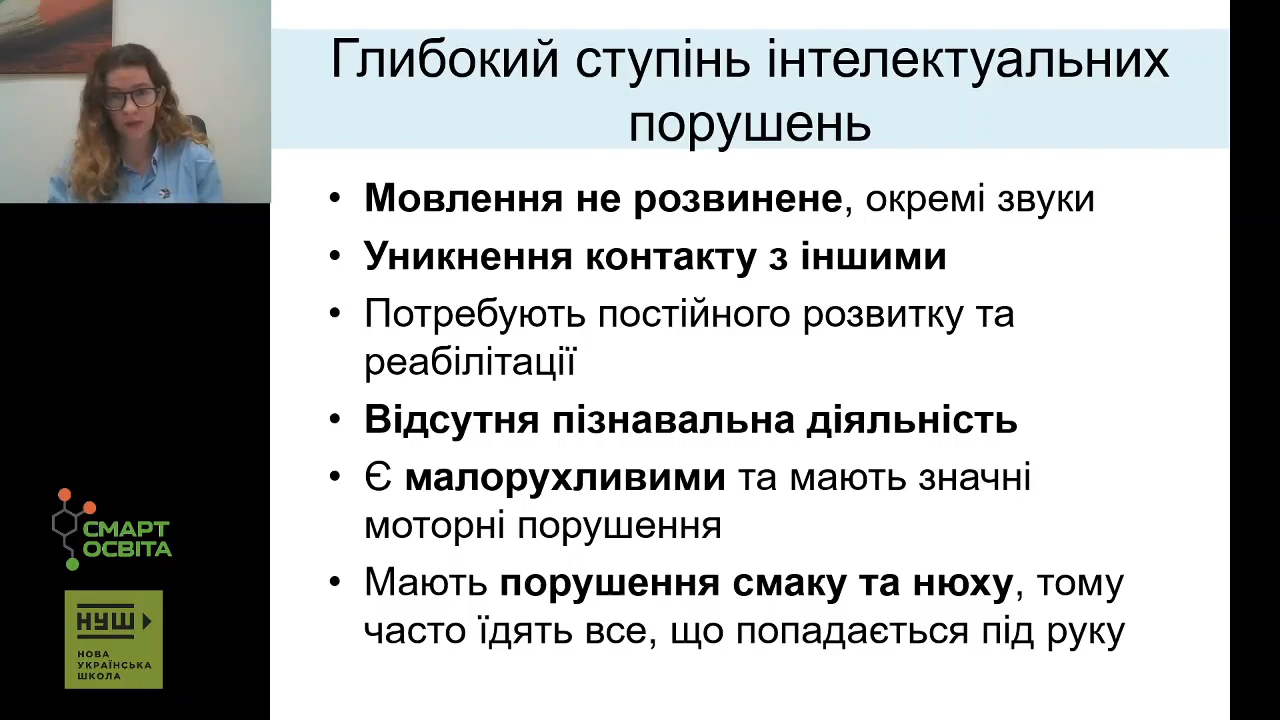 Глибокий ступінь інтелектуальних
порушень
• Мовлення не розвинене, окремі звуки
• Уникнення контакту з іншими
• Потребують постійного розвитку та
реабілітації
• Відсутня пізнавальна діяльність
• Є малорухливими та мають значні
моторні порушення
• Мають порушення смаку та нюху, тому
часто їдять все, що попадається під руку
СМАРТ
ОСВІТА
НУШ
НОВА
УКРАЇНСЬКА
ШКОЛА